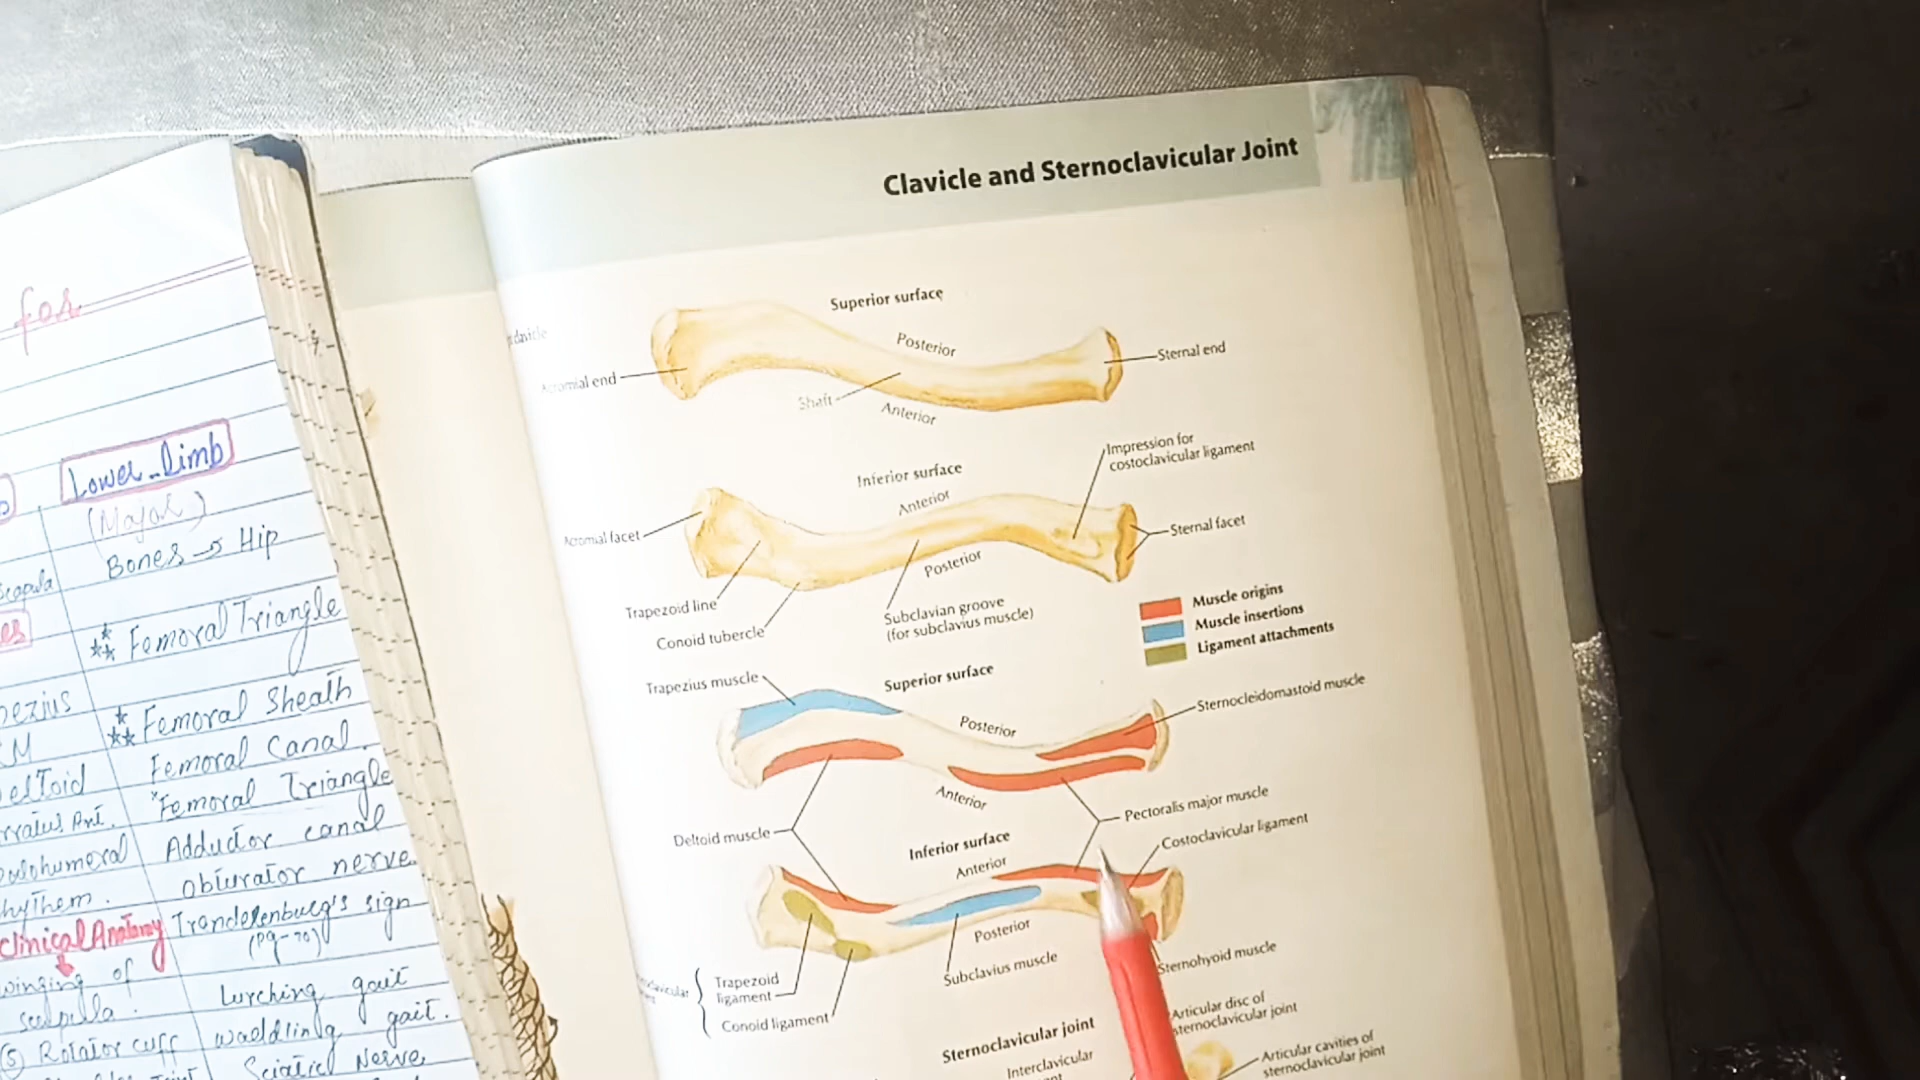 for
Lower limb
(Major)
Bones → Hip
Scapula
Femoral Triangle
Femoral Sheath
Femoral Canal.
Femoral Triangle
Adductor canal
obturator nerve.
Clinical Anatomy
Trendelenburg's sign
(Pg-70)
winging of
Lurching gait
waddling gait.
(5) Rotator cuff
Sciatic Nerve
Clavicle and Sternoclavicular Joint
Superior surface
Posterior
Acromial end
Sternal end
Shaft
Anterior
Impression for
costoclavicular ligament
Inferior surface
Anterior
Acromial facet
Sternal facet
Posterior
Trapezoid line
Subclavian groove
(for subclavius muscle)
Conoid tubercle
Muscle origins
Muscle insertions
Ligament attachments
Trapezius muscle
Superior surface
Posterior
Sternocleidomastoid muscle
Anterior
Pectoralis major muscle
Deltoid muscle
Costoclavicular ligament
Inferior surface
Anterior
Posterior
Sternohyoid muscle
Subclavius muscle
Trapezoid
ligament
Conoid ligament
Articular disc of
sternoclavicular joint
Sternoclavicular joint
Interclavicular
Articular cavities of
sternoclavicular joint